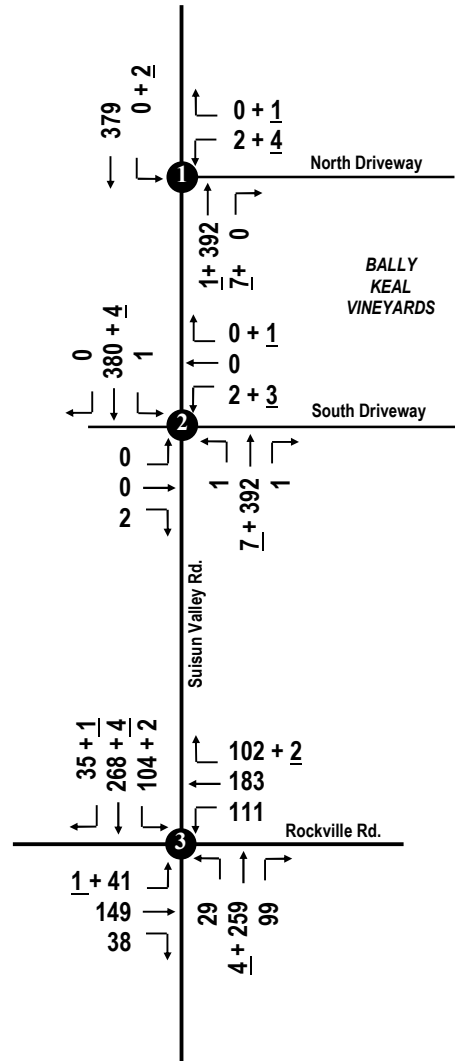 379
0 + 2
0 + 1
2 + 4
1
North Driveway
1+ 392
7+ 0
BALLY
KEAL
VINEYARDS
0
380 + 4
1
0 + 1
0
2 + 3
2
South Driveway
0
0
2
1
7 + 392
1
Suisun Valley Rd.
35 + 1
268 + 4
104 + 2
102 + 2
183
111
3
Rockville Rd.
1 + 41
149
38
29
4 + 259
99